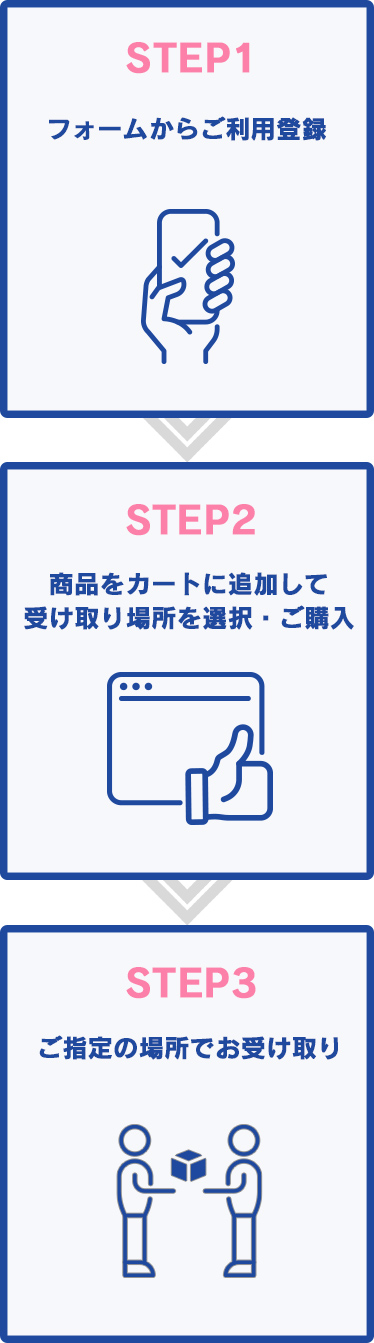 STEP1
フォームからご利用登録
STEP2
商品をカートに追加して
受け取り場所を選択・ご購入
STEP3
ご指定の場所でお受け取り